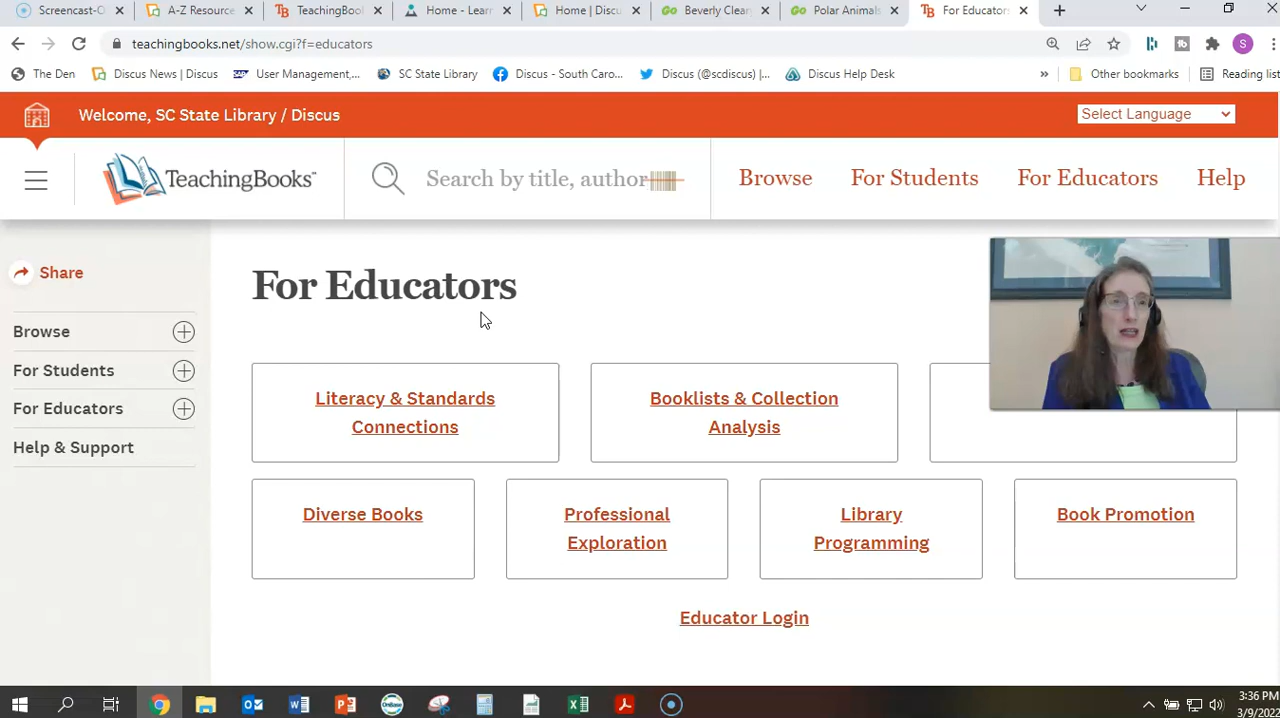 Screencast-O
A-Z Resource
TeachingBool
Home - Learn
Home | Discu
Beverly Clear
Polar Animals
For Educators
teachingbooks.net/show.cgi?f=educators
S
The Den
Discus News | Discus
User Management,...
SC State Library
Discus - South Caro...
Discus (@scdiscus) |...
Discus Help Desk
»
Other bookmarks
Reading list
Welcome, SC State Library / Discus
Select Language
TeachingBooks
Search by title, author
Browse
For Students
For Educators
Help
Share
Browse
For Students
For Educators
Help & Support
For Educators
Literacy & Standards
Connections
Booklists & Collection
Analysis
Diverse Books
Professional
Exploration
Library
Programming
Book Promotion
Educator Login
3:36 PM
3/9/2022